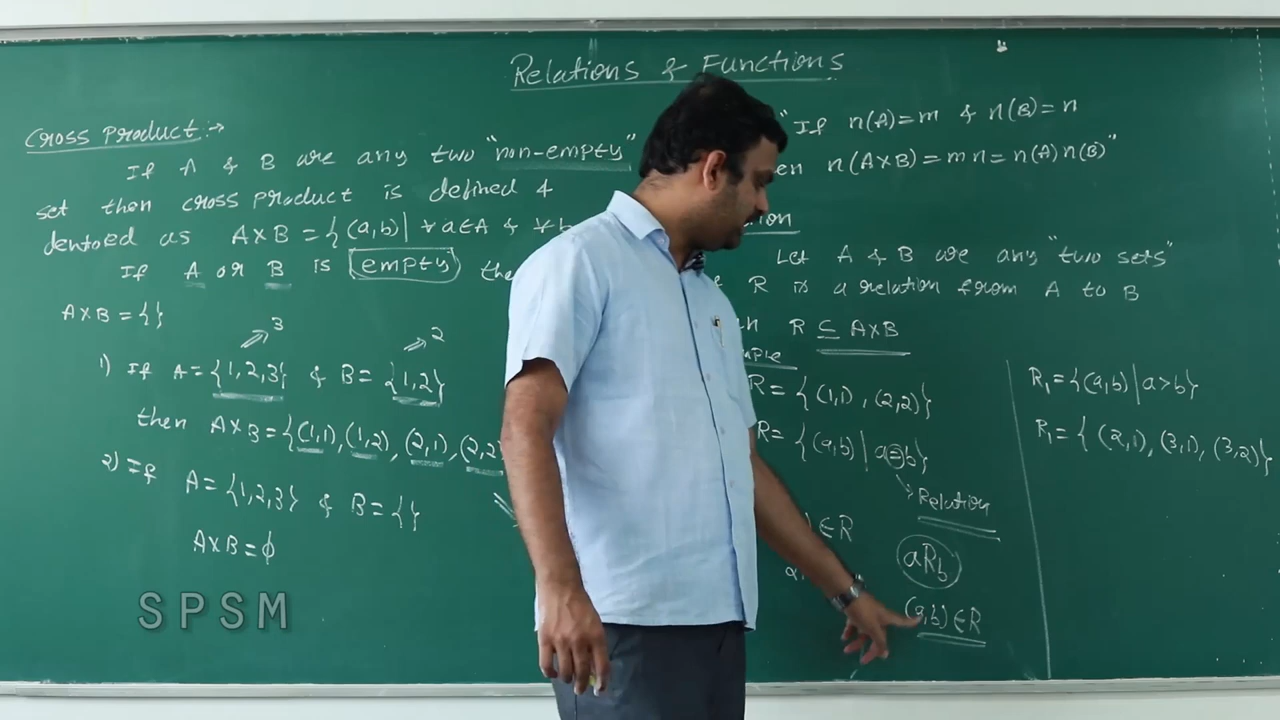 Relations & Functions
Cross Product :→
If A & B are any two "non-empty"
set then cross product is defined &
dentoed as A×B = {(a,b) | ∀ a∈A & ∀ b
If A or B is empty the
A×B = { }
3
2
1) If A = {1,2,3} & B = {1,2}
then A×B = {(1,1),(1,2),(2,1),(2,2)
2) If A = {1,2,3} & B = { }
A×B = ϕ
SPSM
"If n(A)=m & n(B)=n
en n(A×B) = mn = n(A) n(B)"
tion
Let A & B are any "two sets"
R is a relation from A to B
R ⊆ A×B
mple
R = {(1,1), (2,2)}
R = {(a,b) | a=b}
Relation
) ∈R
aRb
(a,b) ∈R
R₁ = {(a,b) | a>b}
R₁ = { (2,1), (3,1), (3,2)}